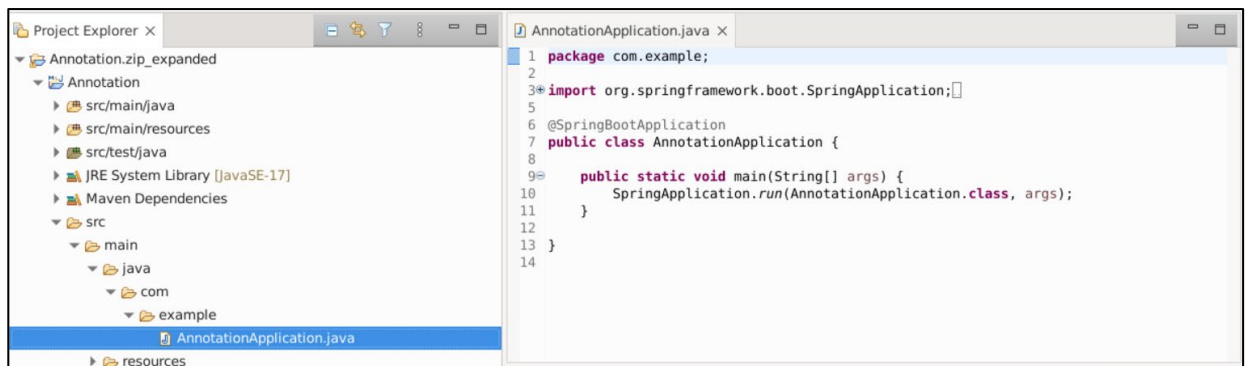 Project Explorer
Annotation.zip_expanded
Annotation
src/main/java
src/main/resources
src/test/java
JRE System Library [JavaSE-17]
Maven Dependencies
src
main
java
com
example
AnnotationApplication.java
resources
AnnotationApplication.java
1 package com.example;
2
3 import org.springframework.boot.SpringApplication;
5
6 @SpringBootApplication
7 public class AnnotationApplication {
8
9     public static void main(String[] args) {
10         SpringApplication.run(AnnotationApplication.class, args);
11     }
12
13 }
14